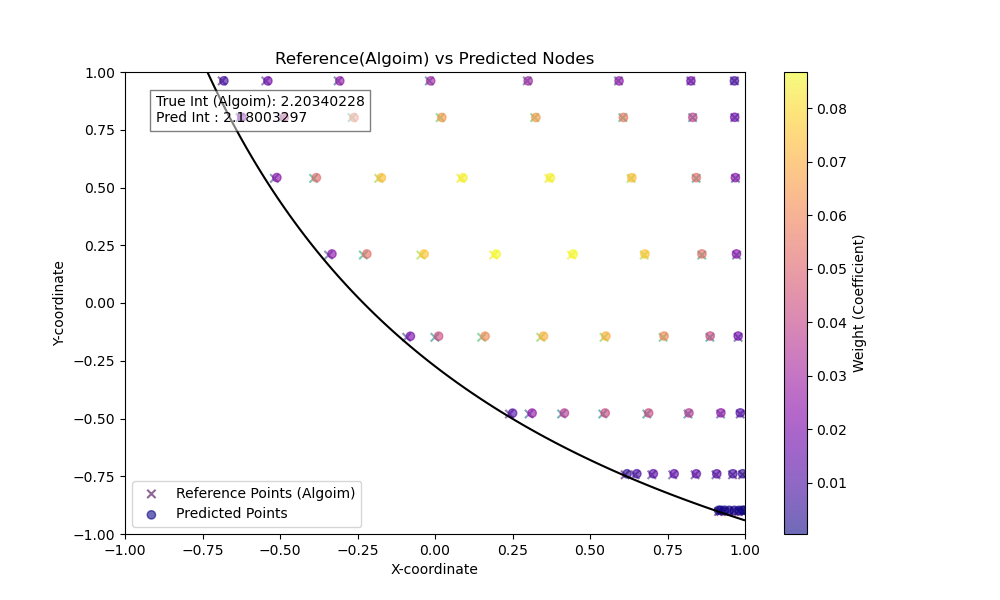 Reference(Algoim) vs Predicted Nodes
True Int (Algoim): 2.20340228
Pred Int : 2.18003297
1.00
0.75
0.50
0.25
0.00
−0.25
−0.50
−0.75
−1.00
Y-coordinate
Reference Points (Algoim)
Predicted Points
−1.00 −0.75 −0.50 −0.25 0.00 0.25 0.50 0.75 1.00
X-coordinate
0.08
0.07
0.06
0.05
0.04
0.03
0.02
0.01
Weight (Coefficient)